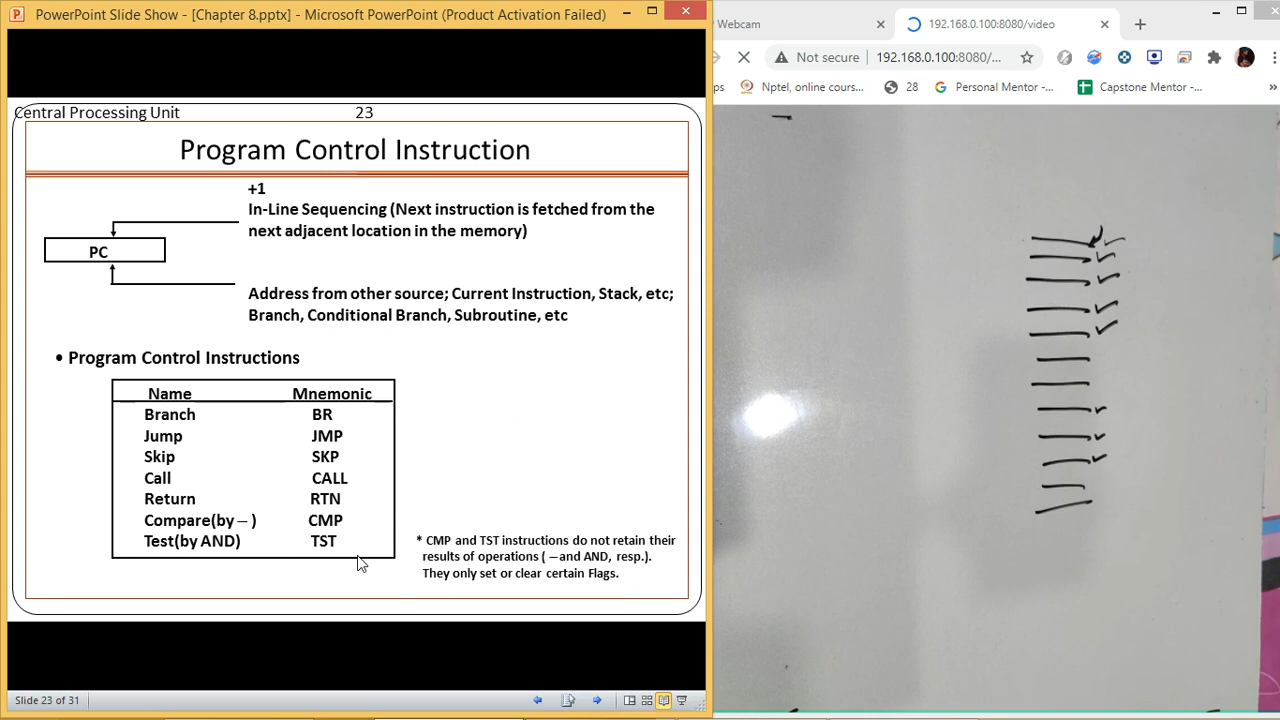 PowerPoint Slide Show - [Chapter 8.pptx] - Microsoft PowerPoint (Product Activation Failed)
Central Processing Unit 23
Program Control Instruction
+1
In-Line Sequencing (Next instruction is fetched from the
next adjacent location in the memory)
PC
Address from other source; Current Instruction, Stack, etc;
Branch, Conditional Branch, Subroutine, etc
• Program Control Instructions
Name Mnemonic
Branch BR
Jump JMP
Skip SKP
Call CALL
Return RTN
Compare(by – ) CMP
Test(by AND) TST
* CMP and TST instructions do not retain their
results of operations ( – and AND, resp.).
They only set or clear certain Flags.
Slide 23 of 31
Webcam
192.168.0.100:8080/video
Not secure 192.168.0.100:8080/...
ps Nptel, online cours... 28 Personal Mentor -... Capstone Mentor -... »